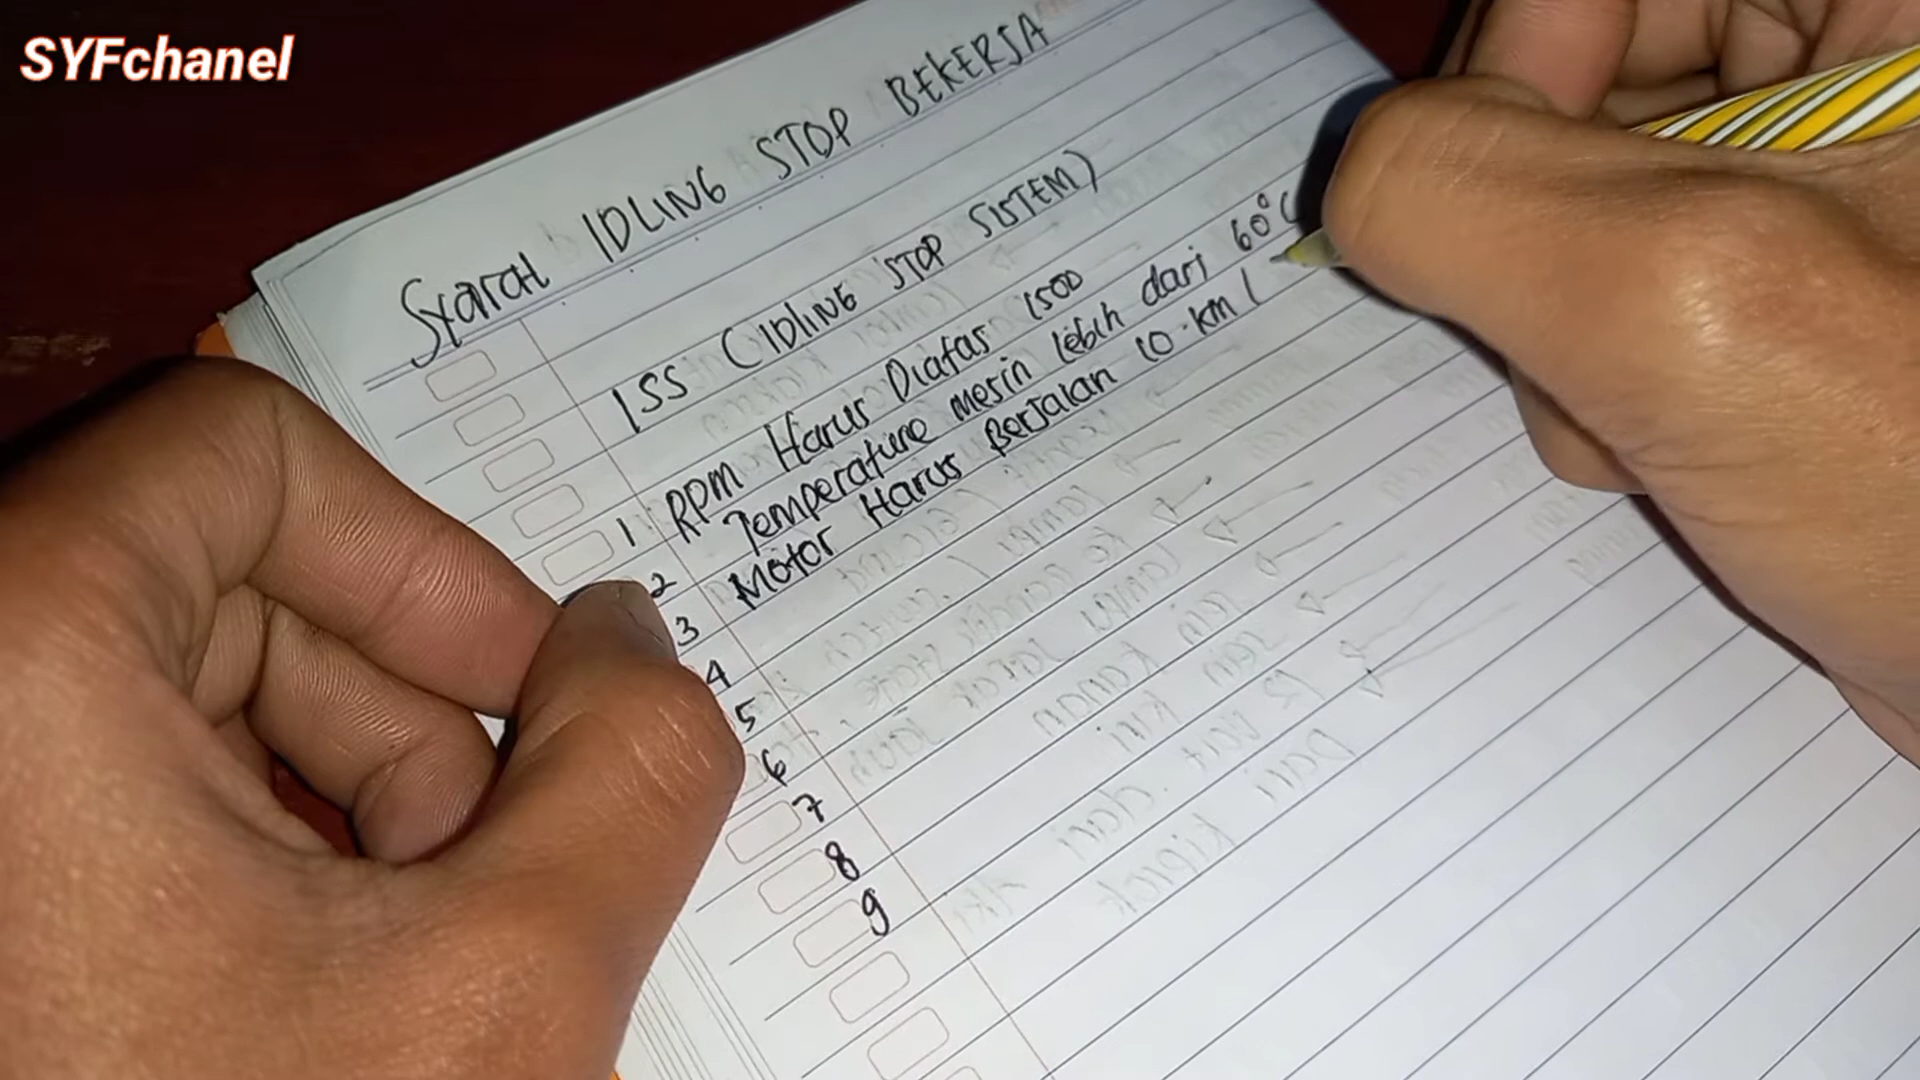 SYFchanel
Syarat IDLING STOP BEKERJA
ISS (IDLING STOP SISTEM)
1 RPM Harus Diatas 1500
2 Temperature mesin lebih dari 60°C
3 Motor Harus Berjalan 10 KM /
4
5
6
7
8
9